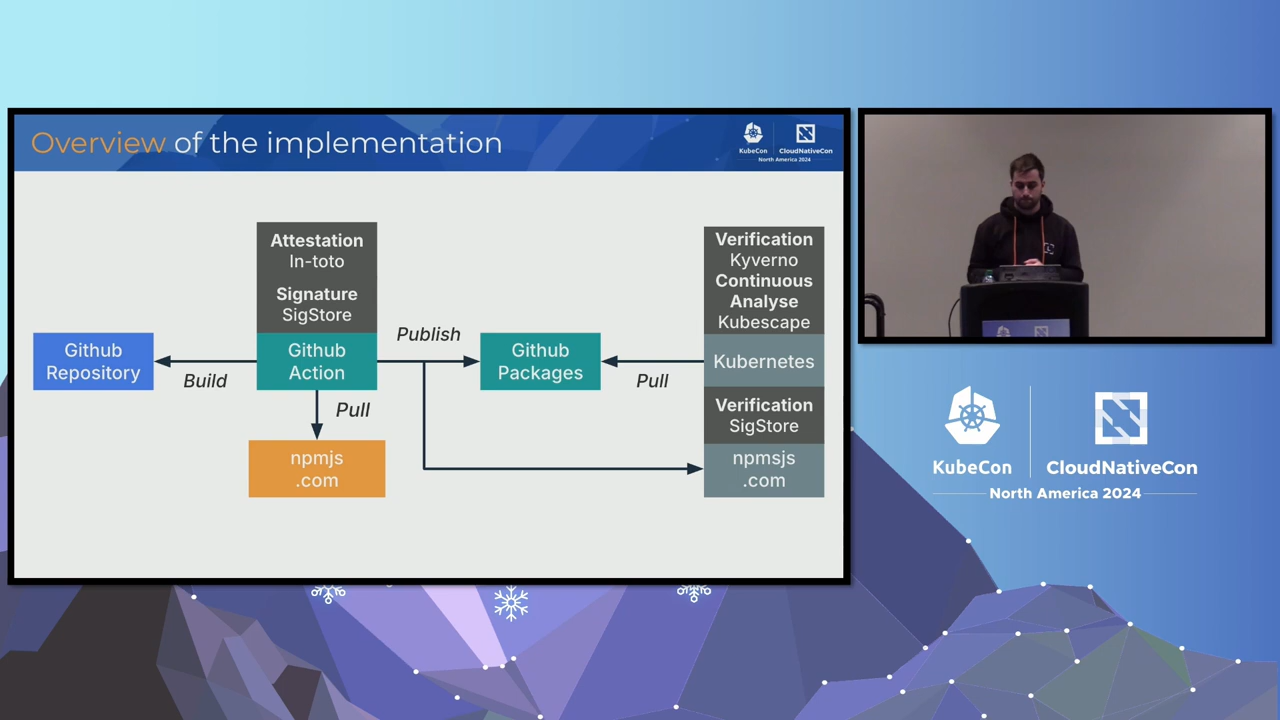 Overview of the implementation
KubeCon
CloudNativeCon
North America 2024
Attestation
In-toto
Signature
SigStore
Github
Action
Github
Repository
Build
Pull
npmjs
.com
Publish
Github
Packages
Pull
Verification
Kyverno
Continuous
Analyse
Kubescape
Kubernetes
Verification
SigStore
npmsjs
.com
KubeCon
CloudNativeCon
North America 2024